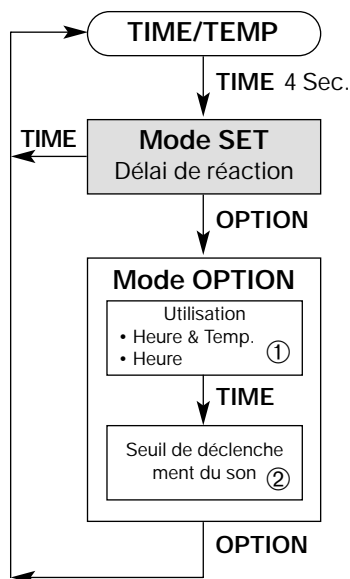 TIME/TEMP
TIME 4 Sec.
TIME
Mode SET
Délai de réaction
OPTION
Mode OPTION
Utilisation
• Heure & Temp.
• Heure ①
TIME
Seuil de déclenche
ment du son ②
OPTION